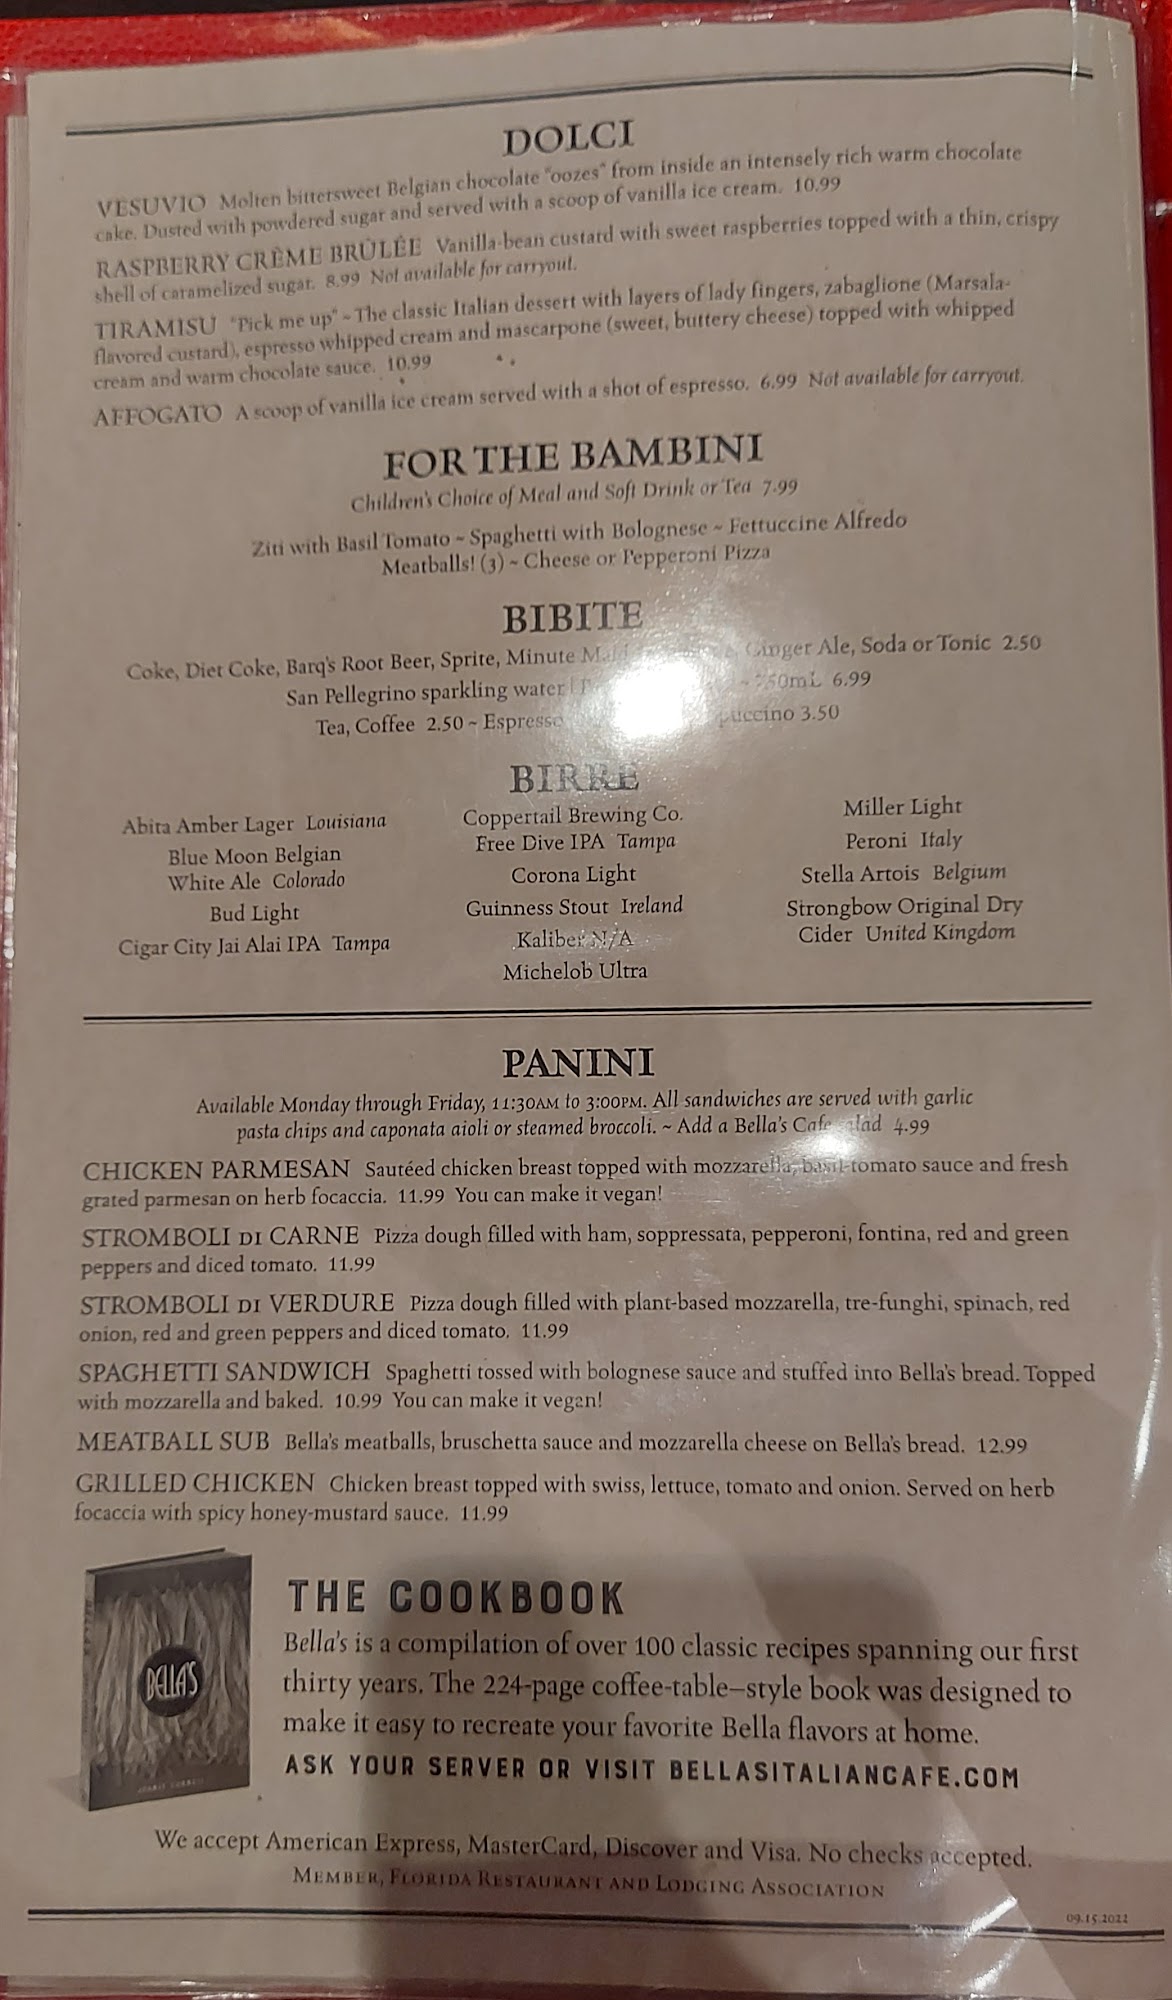 DOLCI
VESUVIO Molten bittersweet Belgian chocolate "oozes" from inside an intensely rich warm chocolate
cake. Dusted with powdered sugar and served with a scoop of vanilla ice cream. 10.99
RASPBERRY CRÈME BRÛLÉE Vanilla-bean custard with sweet raspberries topped with a thin, crispy
shell of caramelized sugar. 8.99 Not available for carryout.
TIRAMISU "Pick me up" ~ The classic Italian dessert with layers of lady fingers, zabaglione (Marsala-
flavored custard), espresso whipped cream and mascarpone (sweet, buttery cheese) topped with whipped
cream and warm chocolate sauce. 10.99
AFFOGATO A scoop of vanilla ice cream served with a shot of espresso. 6.99 Not available for carryout.
FOR THE BAMBINI
Children's Choice of Meal and Soft Drink or Tea 7.99
Ziti with Basil Tomato ~ Spaghetti with Bolognese ~ Fettuccine Alfredo
Meatballs! (3) ~ Cheese or Pepperoni Pizza
BIBITE
Coke, Diet Coke, Barq's Root Beer, Sprite, Minute Maid Ginger Ale, Soda or Tonic 2.50
San Pellegrino sparkling water | ~ 750mL 6.99
Tea, Coffee 2.50 ~ Espresso 3.50
BIRRE
Abita Amber Lager Louisiana
Blue Moon Belgian
White Ale Colorado
Bud Light
Cigar City Jai Alai IPA Tampa
Coppertail Brewing Co.
Free Dive IPA Tampa
Corona Light
Guinness Stout Ireland
Kaliber N/A
Michelob Ultra
Miller Light
Peroni Italy
Stella Artois Belgium
Strongbow Original Dry
Cider United Kingdom
PANINI
Available Monday through Friday, 11:30AM to 3:00PM. All sandwiches are served with garlic
pasta chips and caponata aioli or steamed broccoli. ~ Add a Bella's Cafe salad 4.99
CHICKEN PARMESAN Sautéed chicken breast topped with mozzarella, basil-tomato sauce and fresh
grated parmesan on herb focaccia. 11.99 You can make it vegan!
STROMBOLI DI CARNE Pizza dough filled with ham, soppressata, pepperoni, fontina, red and green
peppers and diced tomato. 11.99
STROMBOLI DI VERDURE Pizza dough filled with plant-based mozzarella, tre-funghi, spinach, red
onion, red and green peppers and diced tomato. 11.99
SPAGHETTI SANDWICH Spaghetti tossed with bolognese sauce and stuffed into Bella's bread. Topped
with mozzarella and baked. 10.99 You can make it vegan!
MEATBALL SUB Bella's meatballs, bruschetta sauce and mozzarella cheese on Bella's bread. 12.99
GRILLED CHICKEN Chicken breast topped with swiss, lettuce, tomato and onion. Served on herb
focaccia with spicy honey-mustard sauce. 11.99
BELLA'S
THE COOKBOOK
Bella's is a compilation of over 100 classic recipes spanning our first
thirty years. The 224-page coffee-table–style book was designed to
make it easy to recreate your favorite Bella flavors at home.
ASK YOUR SERVER OR VISIT BELLASITALIANCAFE.COM
We accept American Express, MasterCard, Discover and Visa. No checks accepted.
MEMBER, FLORIDA RESTAURANT AND LODGING ASSOCIATION
09.15.2022